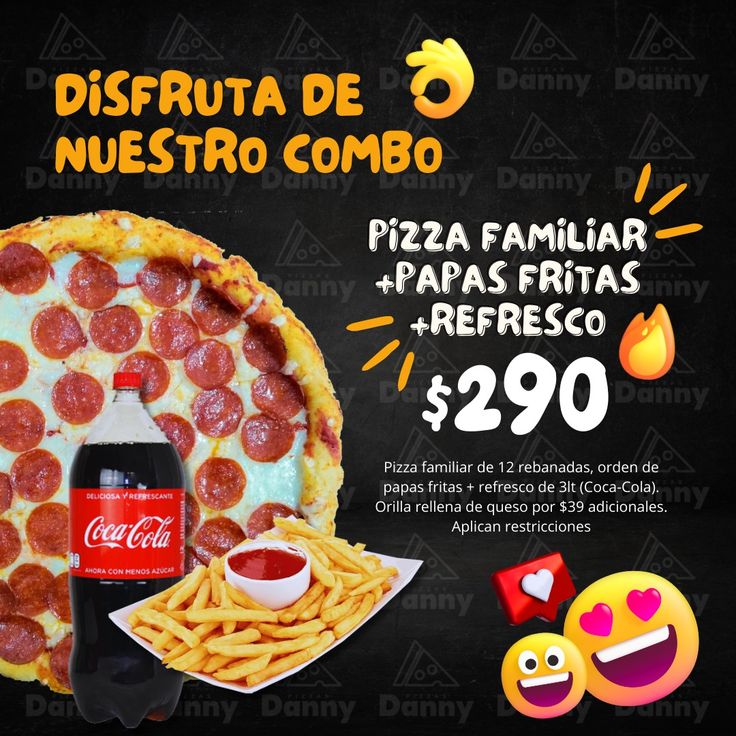 DISFRUTA DE
NUESTRO COMBO
PIZZA FAMILIAR
+PAPAS FRITAS
+REFRESCO
$290
Pizza familiar de 12 rebanadas, orden de
papas fritas + refresco de 3lt (Coca-Cola).
Orilla rellena de queso por $39 adicionales.
Aplican restricciones
DELICIOSA Y REFRESCANTE
Coca-Cola
AHORA CON MENOS AZÚCAR
Danny